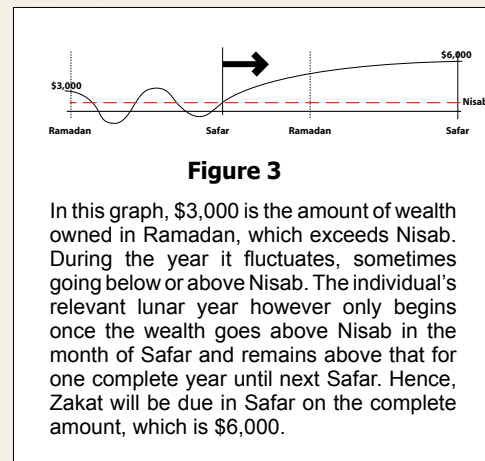 $6,000
$3,000
Nisab
Ramadan Safar Ramadan Safar
Figure 3
In this graph, $3,000 is the amount of wealth
owned in Ramadan, which exceeds Nisab.
During the year it fluctuates, sometimes
going below or above Nisab. The individual’s
relevant lunar year however only begins
once the wealth goes above Nisab in the
month of Safar and remains above that for
one complete year until next Safar. Hence,
Zakat will be due in Safar on the complete
amount, which is $6,000.